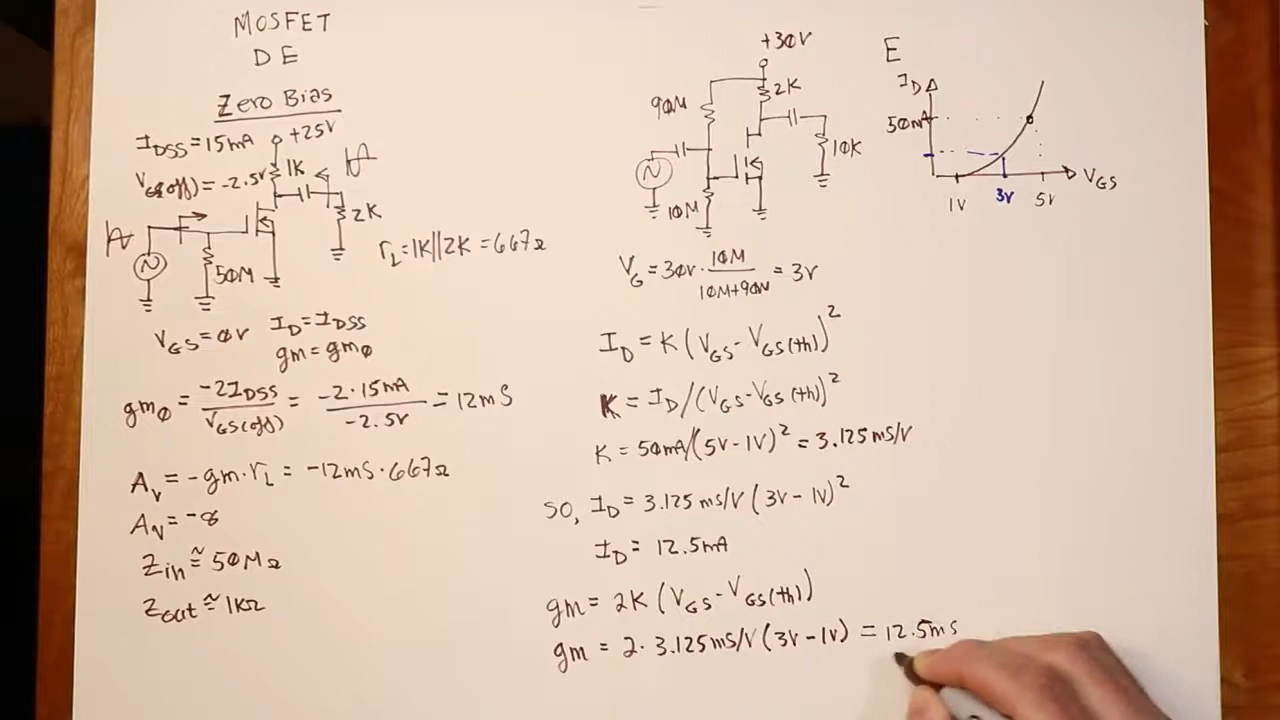 MOSFET
DE
Zero Bias
IDSS = 15mA
+25V
VGS(off) = -2.5V
1K
2K
50M
rL = 1K||2K = 667Ω
VGS = 0V ID = IDSS
gm = gm0
gm0 = -2IDSS / VGS(off) = -2·15mA / -2.5V = 12mS
Av = -gm·rL = -12mS·667Ω
Av = -8
Zin ≅ 50MΩ
Zout ≅ 1KΩ
+30V
90M
2K
10K
10M
VG = 30V · 10M / 10M+90M = 3V
ID = K(VGS - VGS(th))²
K = ID/(VGS - VGS(th))²
K = 50mA/(5V-1V)² = 3.125mS/V
SO, ID = 3.125mS/V(3V-1V)²
ID = 12.5mA
gm = 2K(VGS - VGS(th))
gm = 2·3.125mS/V(3V-1V) = 12.5mS
E
ID
50mA
VGS
1V 3V 5V